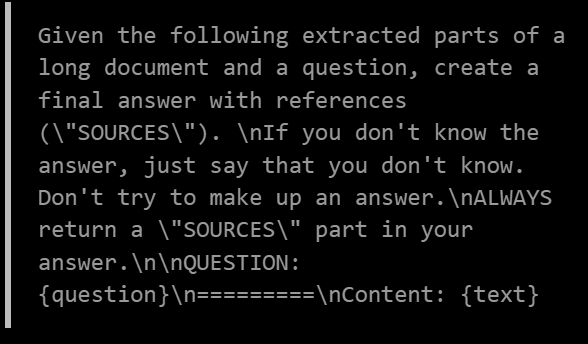 Given the following extracted parts of a
long document and a question, create a
final answer with references
(\"SOURCES\"). \nIf you don't know the
answer, just say that you don't know.
Don't try to make up an answer.\nALWAYS
return a \"SOURCES\" part in your
answer.\n\nQUESTION:
{question}\n=========\nContent: {text}